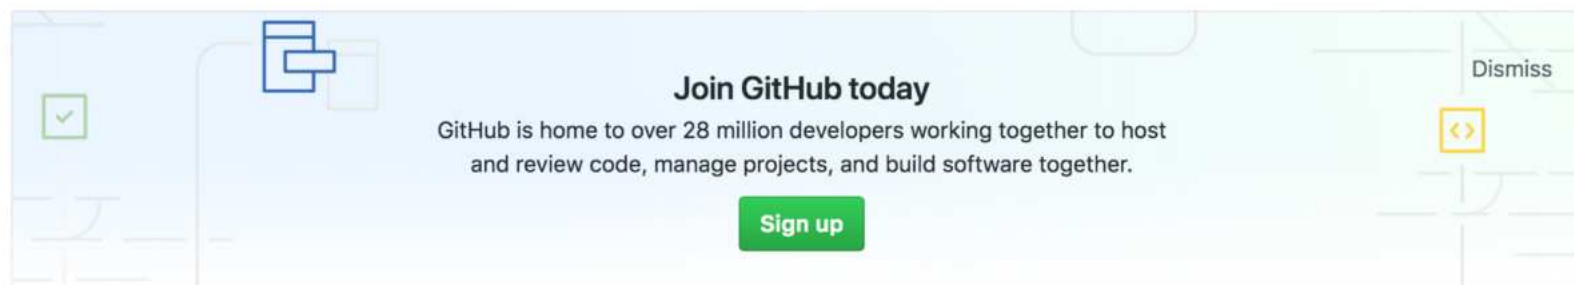 Join GitHub today
Dismiss
GitHub is home to over 28 million developers working together to host
and review code, manage projects, and build software together.
Sign up